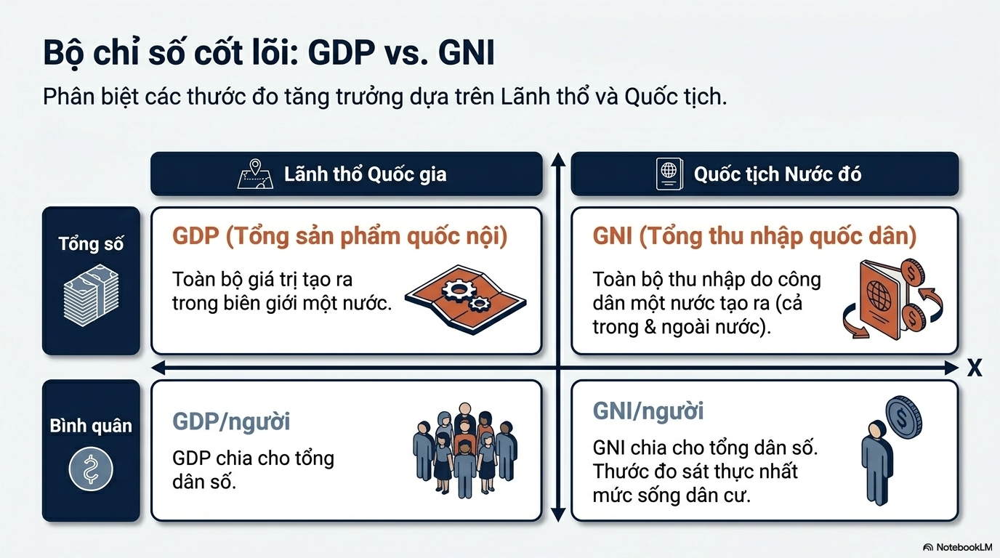 Bộ chỉ số cốt lõi: GDP vs. GNI
Phân biệt các thước đo tăng trưởng dựa trên Lãnh thổ và Quốc tịch.
Lãnh thổ Quốc gia
Quốc tịch Nước đó
Tổng số
GDP (Tổng sản phẩm quốc nội)
Toàn bộ giá trị tạo ra
trong biên giới một nước.
GNI (Tổng thu nhập quốc dân)
Toàn bộ thu nhập do công
dân một nước tạo ra (cả
trong & ngoài nước).
$
$
X
Bình quân
$
GDP/người
GDP chia cho tổng
dân số.
GNI/người
GNI chia cho tổng dân số.
Thước đo sát thực nhất
mức sống dân cư.
$
NotebookLM